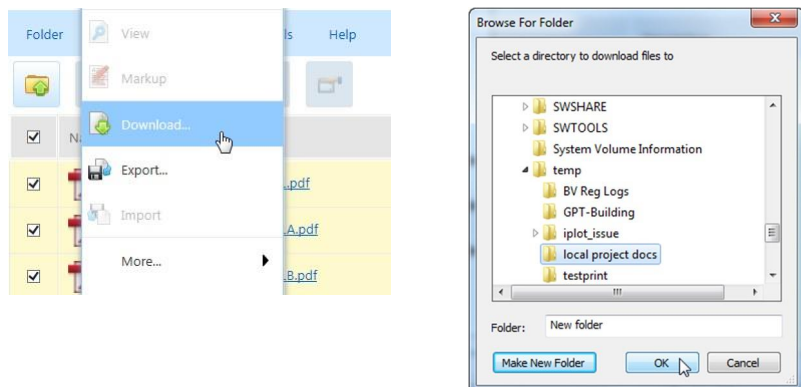 Folder
View
ls
Help
Markup
Download...
Export...
.pdf
Import
.A.pdf
More...
.B.pdf
Browse For Folder
Select a directory to download files to
SWSHARE
SWTOOLS
System Volume Information
temp
BV Reg Logs
GPT-Building
iplot_issue
local project docs
testprint
Folder:
New folder
Make New Folder
OK
Cancel